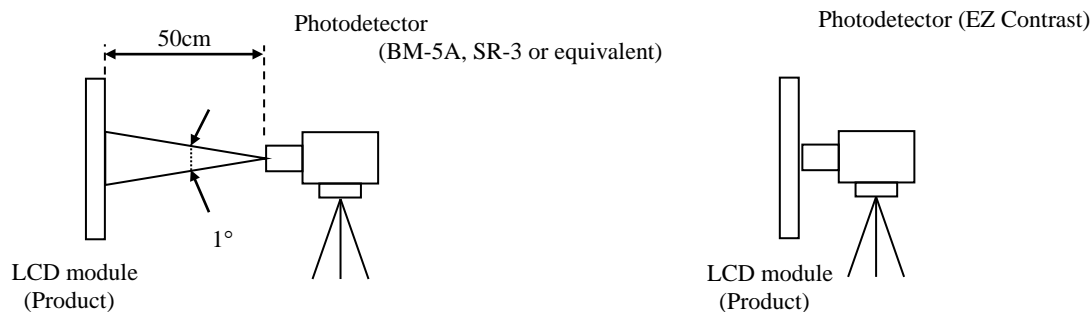 Photodetector
(BM-5A, SR-3 or equivalent)
50cm
1°
LCD module
(Product)
Photodetector (EZ Contrast)
LCD module
(Product)